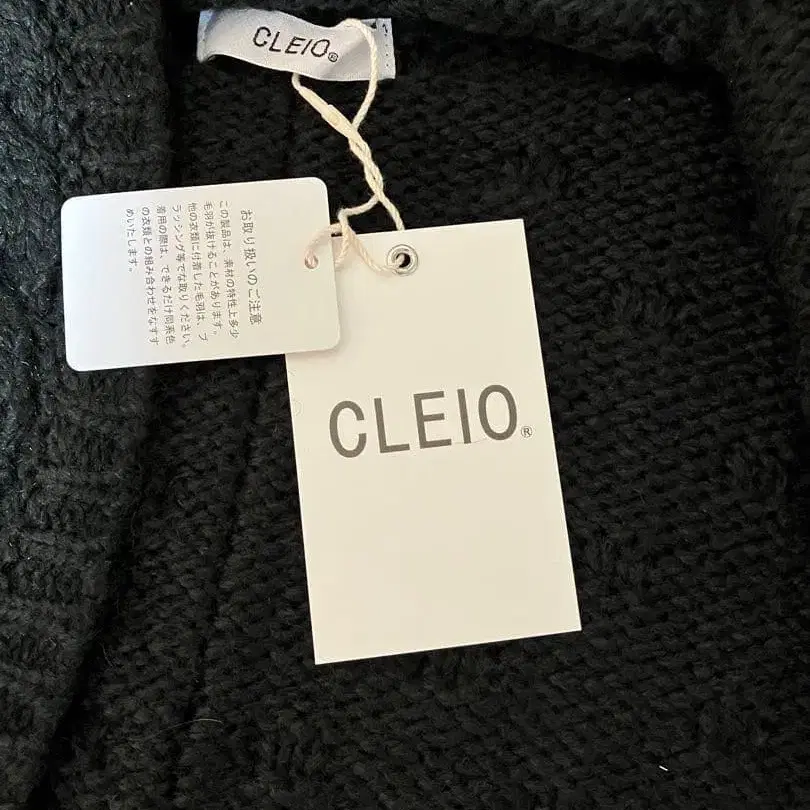 CLEIO®
お取り扱いのご注意
この製品は、素材の特性上多少
毛羽が抜けることがあります。
他の衣類に付着した毛羽は、ブ
ラッシング等でな取りください。
着用の際は、できるだけ同系色
の衣類との組み合わせをなすす
めいたします。
CLEIO®